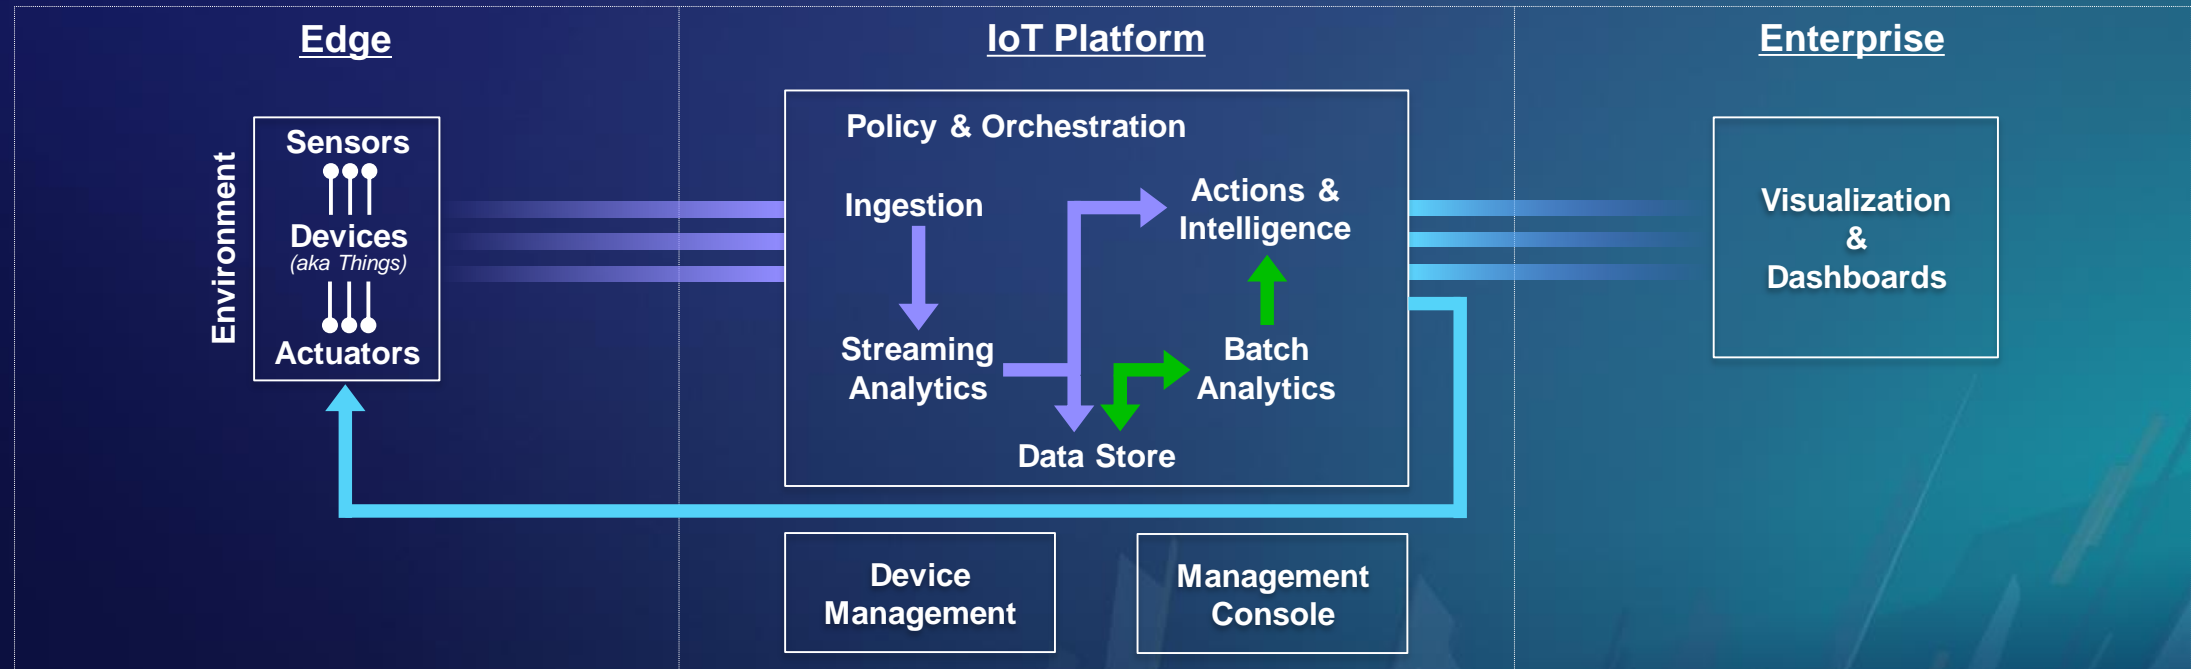 Edge
IoT Platform
Enterprise
Environment
Sensors
Devices
(aka Things)
Actuators
Policy & Orchestration
Ingestion
Streaming
Analytics
Actions &
Intelligence
Batch
Analytics
Data Store
Visualization
&
Dashboards
Device
Management
Management
Console